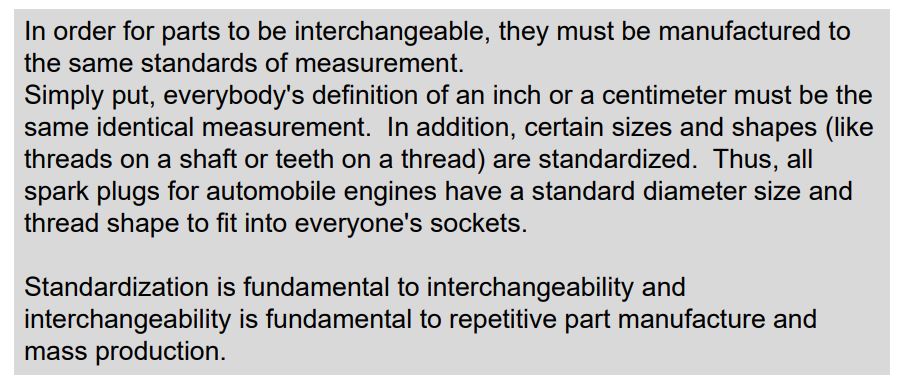 In order for parts to be interchangeable, they must be manufactured to
the same standards of measurement.
Simply put, everybody's definition of an inch or a centimeter must be the
same identical measurement.  In addition, certain sizes and shapes (like
threads on a shaft or teeth on a thread) are standardized.  Thus, all
spark plugs for automobile engines have a standard diameter size and
thread shape to fit into everyone's sockets.

Standardization is fundamental to interchangeability and
interchangeability is fundamental to repetitive part manufacture and
mass production.